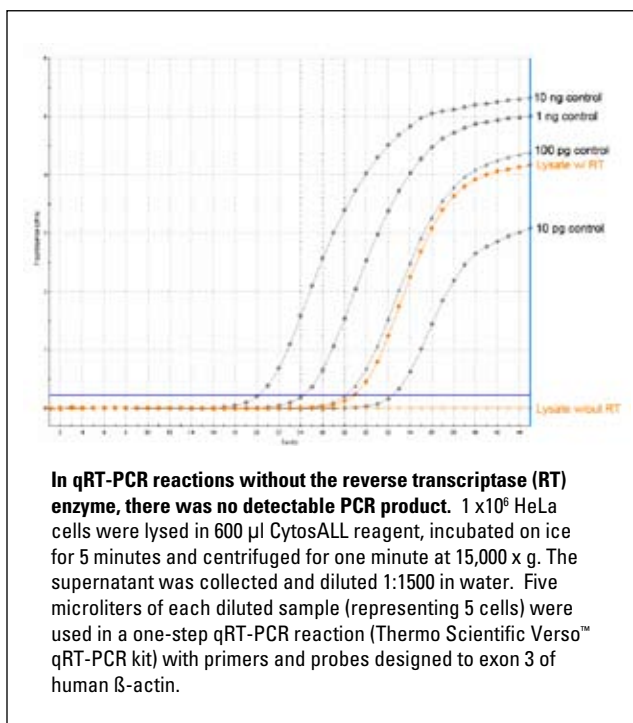 10 ng control
1 ng control
100 pg control
Lysate w/ RT
10 pg control
Lysate w/out RT
In qRT-PCR reactions without the reverse transcriptase (RT)
enzyme, there was no detectable PCR product. 1 x10⁶ HeLa
cells were lysed in 600 µl CytosALL reagent, incubated on ice
for 5 minutes and centrifuged for one minute at 15,000 x g. The
supernatant was collected and diluted 1:1500 in water. Five
microliters of each diluted sample (representing 5 cells) were
used in a one-step qRT-PCR reaction (Thermo Scientific Verso™
qRT-PCR kit) with primers and probes designed to exon 3 of
human ß-actin.